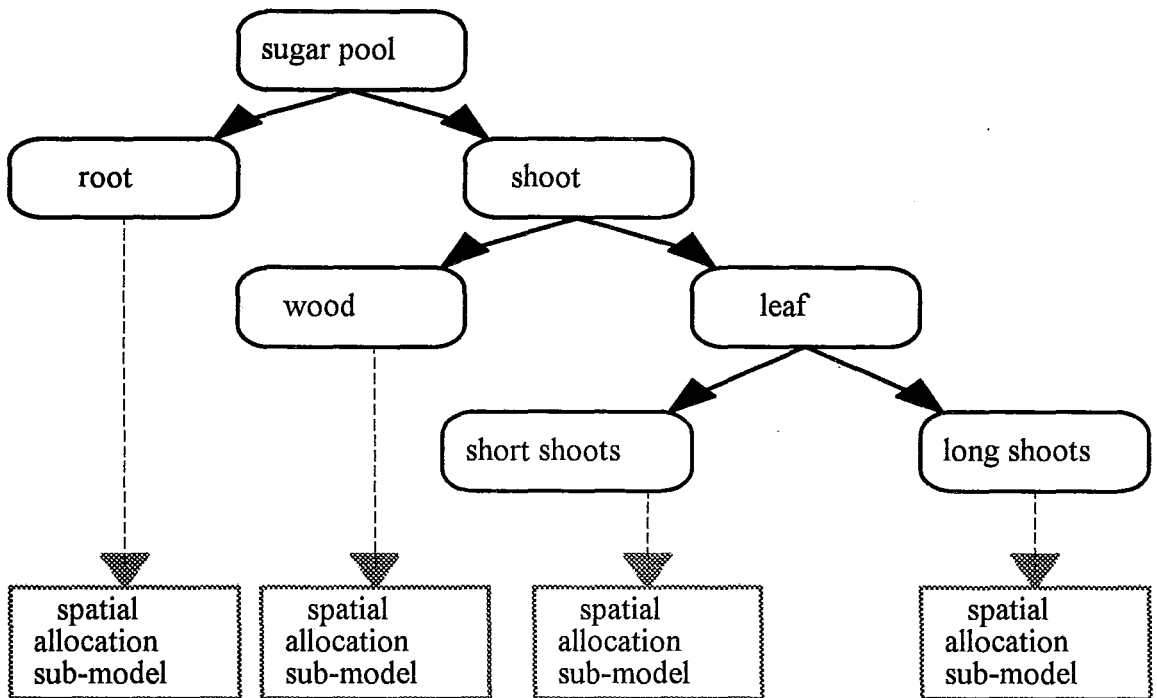 sugar pool
root
shoot
wood
leaf
short shoots
long shoots
spatial
allocation
sub-model
spatial
allocation
sub-model
spatial
allocation
sub-model
spatial
allocation
sub-model